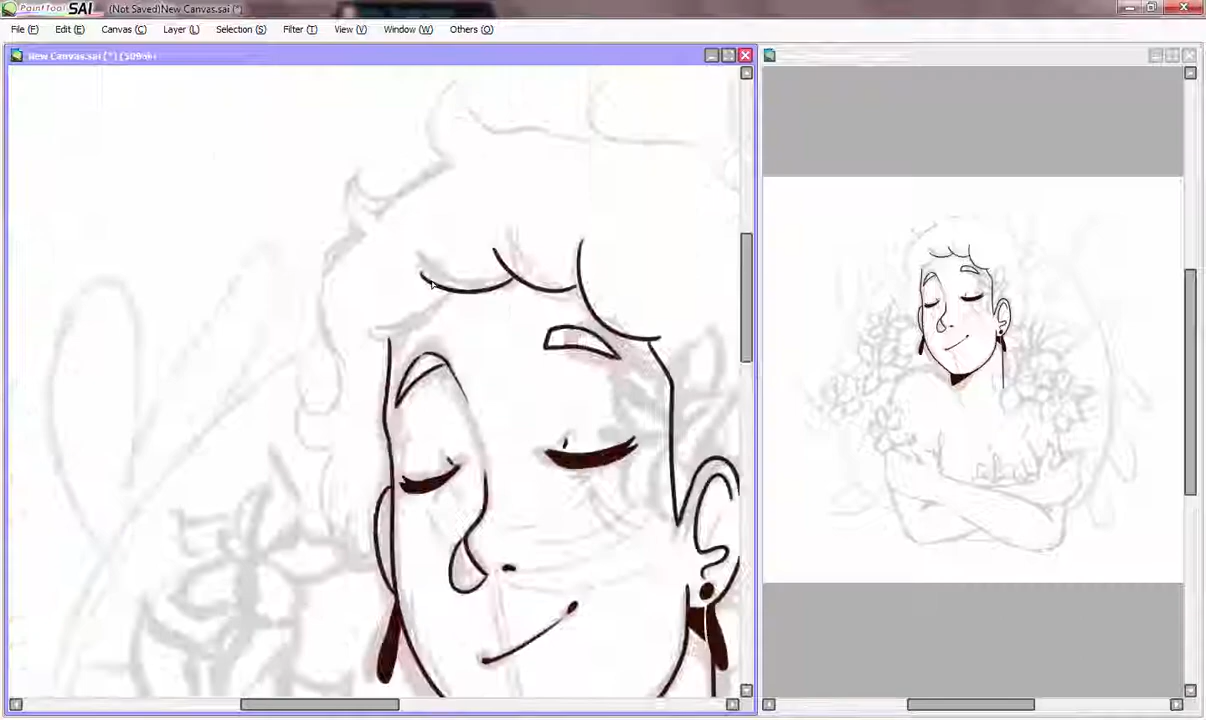 PaintTool SAI (Not Saved)New Canvas.sai (*)
File (F) Edit (E) Canvas (C) Layer (L) Selection (S) Filter (T) View (V) Window (W) Others (O)
New Canvas.sai (*)